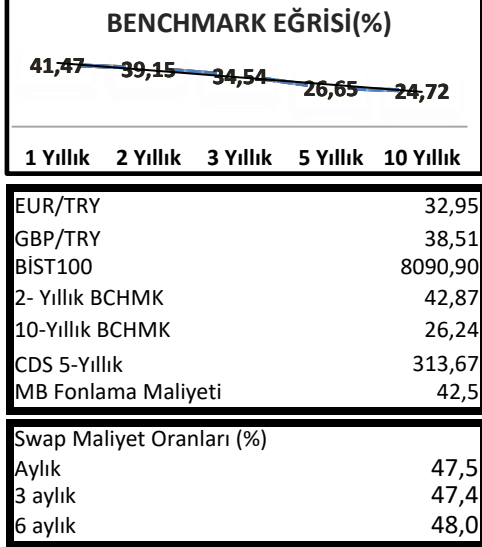 BENCHMARK EĞRİSİ(%)
41,47 39,15 34,54 26,65 24,72
1 Yıllık 2 Yıllık 3 Yıllık 5 Yıllık 10 Yıllık
EUR/TRY 32,95
GBP/TRY 38,51
BİST100 8090,90
2- Yıllık BCHMK 42,87
10-Yıllık BCHMK 26,24
CDS 5-Yıllık 313,67
MB Fonlama Maliyeti 42,5
Swap Maliyet Oranları (%)
Aylık 47,5
3 aylık 47,4
6 aylık 48,0